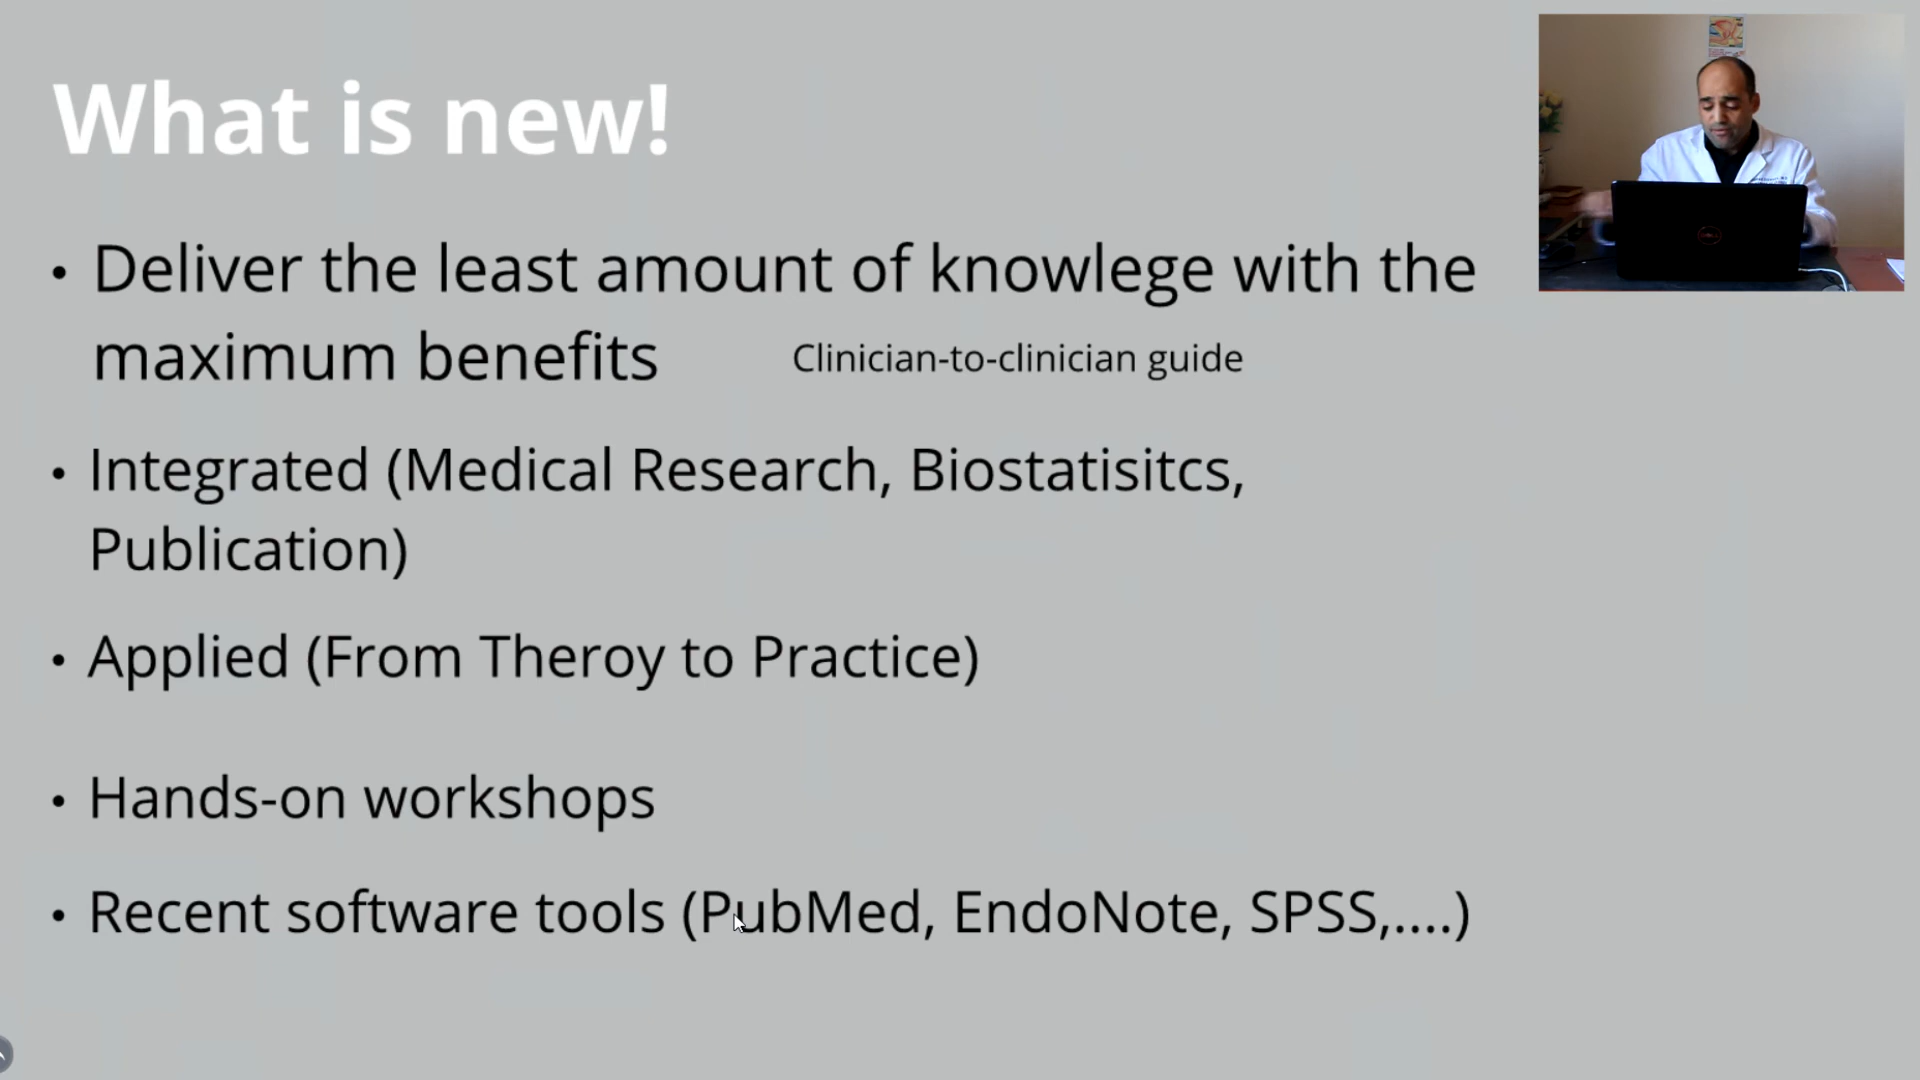 What is new!
• Deliver the least amount of knowlege with the
maximum benefits Clinician-to-clinician guide
• Integrated (Medical Research, Biostatisitcs,
Publication)
• Applied (From Theroy to Practice)
• Hands-on workshops
• Recent software tools (PubMed, EndoNote, SPSS,....)